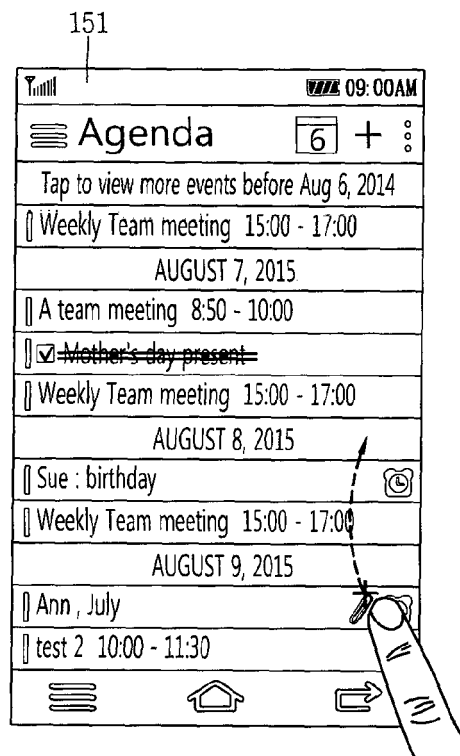 151
09:00AM
Agenda 6 +
Tap to view more events before Aug 6, 2014
Weekly Team meeting 15:00 - 17:00
AUGUST 7, 2015
A team meeting 8:50 - 10:00
Mother's day present
Weekly Team meeting 15:00 - 17:00
AUGUST 8, 2015
Sue : birthday
Weekly Team meeting 15:00 - 17:00
AUGUST 9, 2015
Ann , July
test 2 10:00 - 11:30